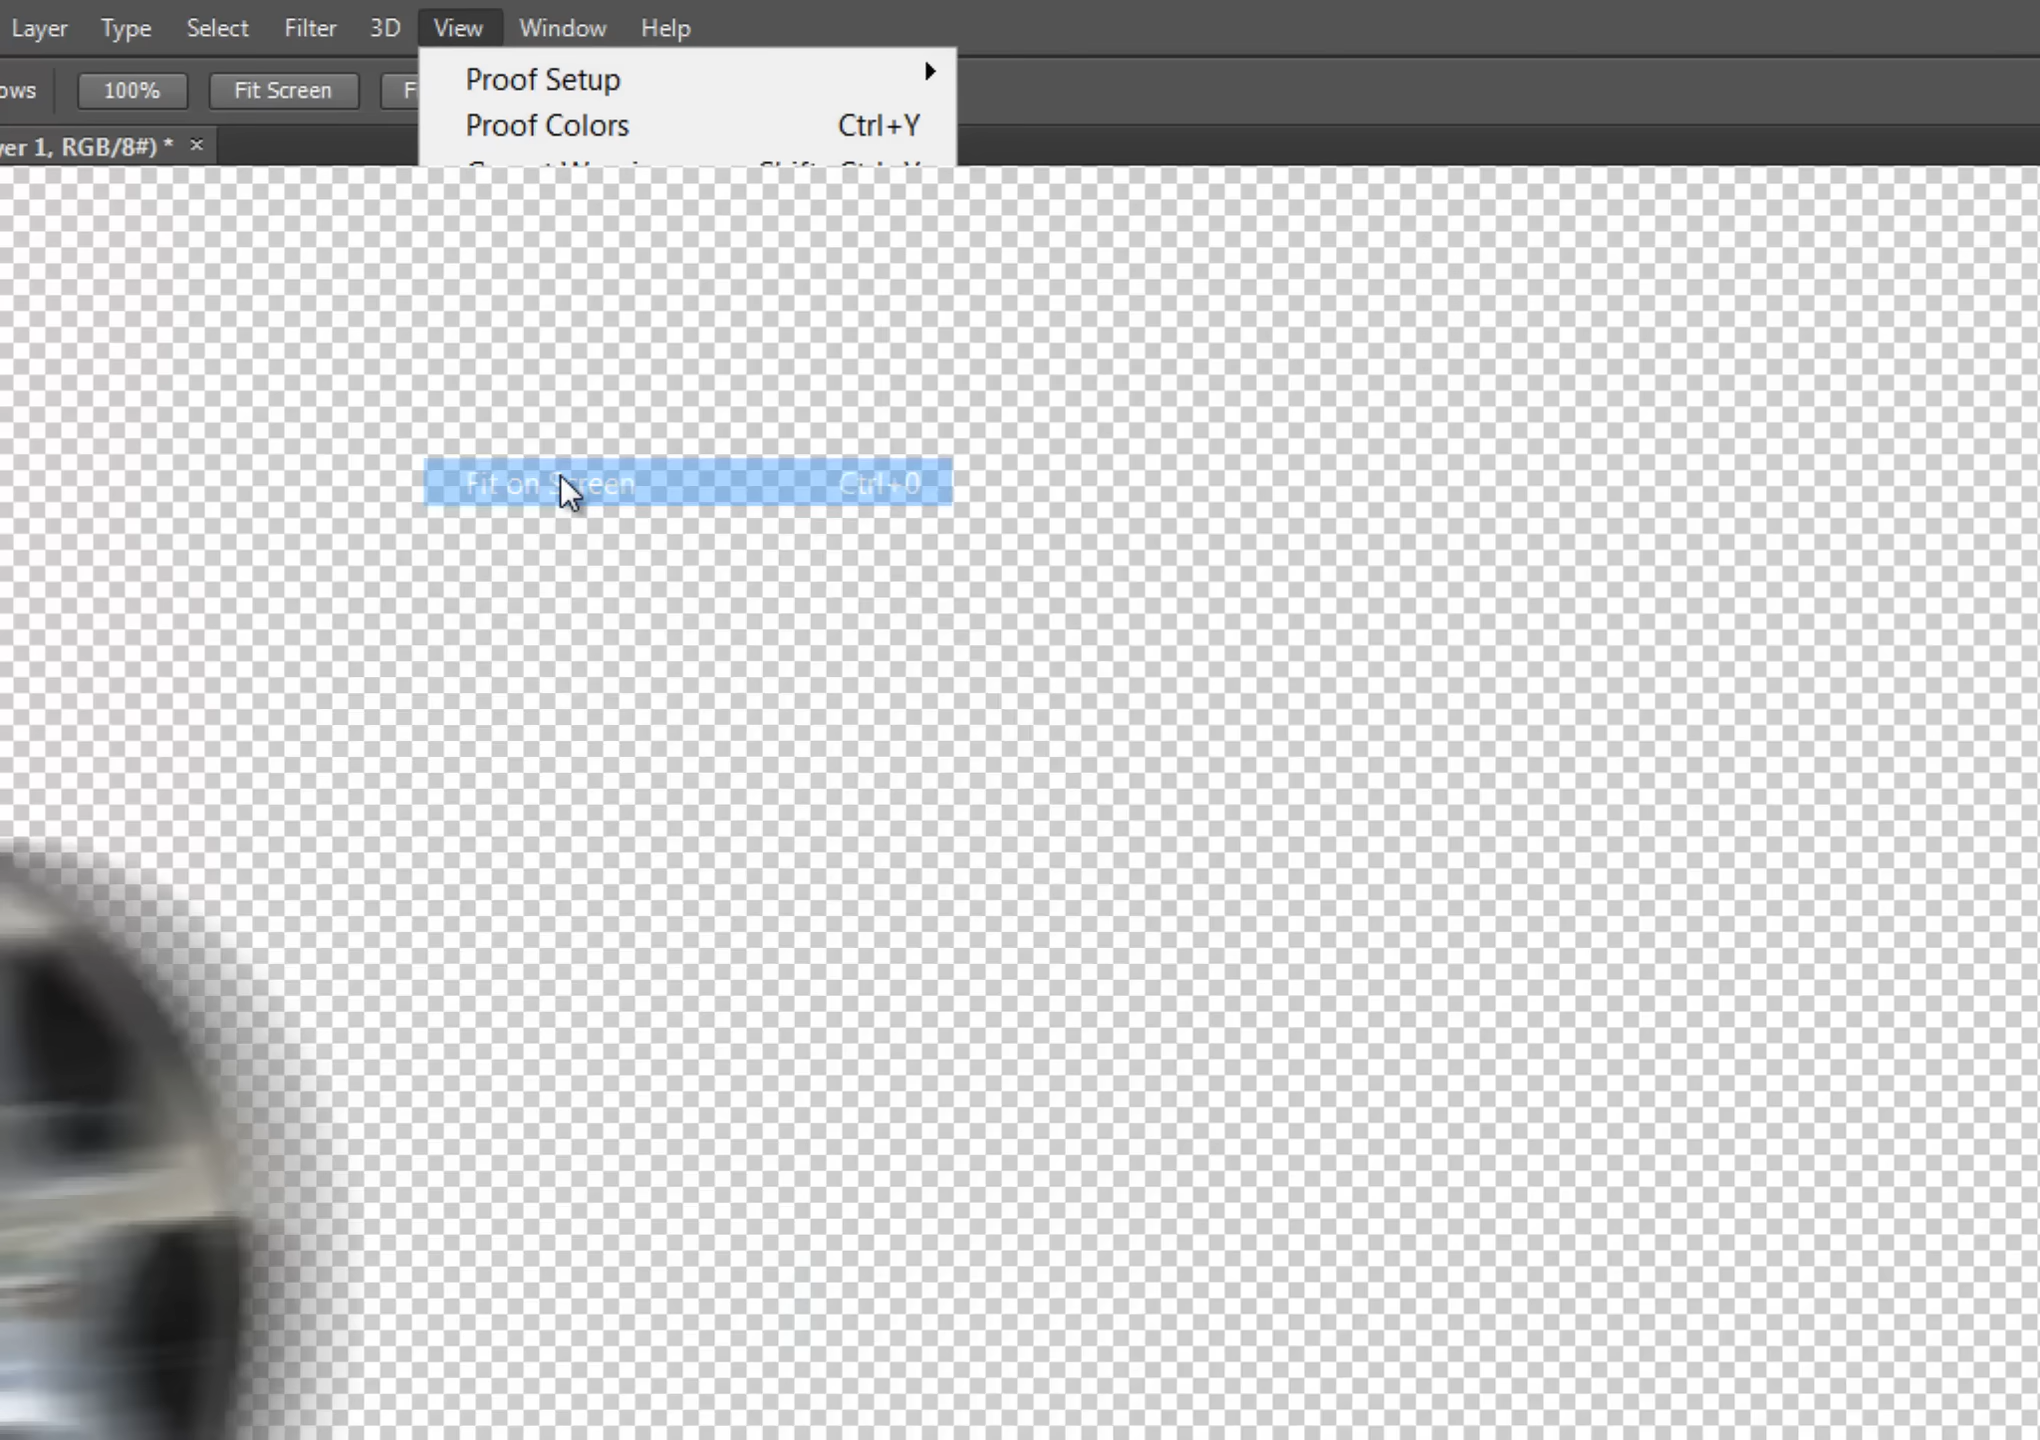 Layer Type Select Filter 3D View Window Help
ows 100% Fit Screen
Proof Setup
Proof Colors Ctrl+Y
yer 1, RGB/8#) * ×
Fit on Screen Ctrl+0